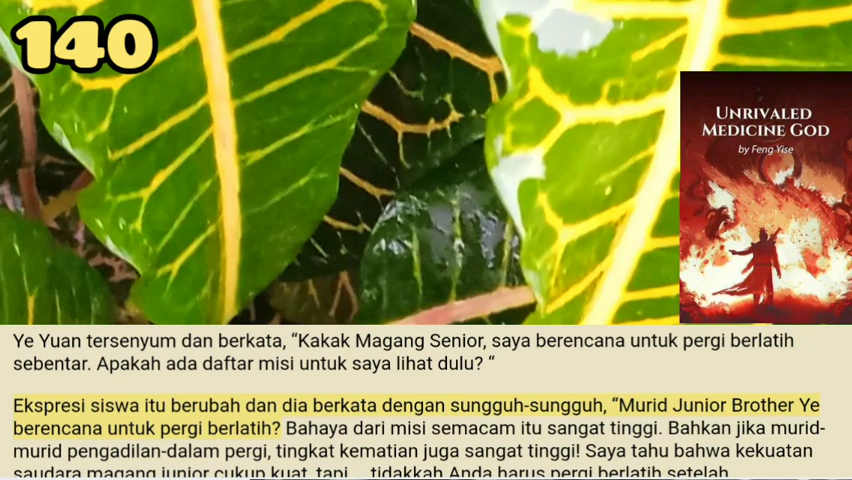 140
UNRIVALED
MEDICINE GOD
by Feng Yise
Ye Yuan tersenyum dan berkata, “Kakak Magang Senior, saya berencana untuk pergi berlatih
sebentar. Apakah ada daftar misi untuk saya lihat dulu? “
Ekspresi siswa itu berubah dan dia berkata dengan sungguh-sungguh, “Murid Junior Brother Ye
berencana untuk pergi berlatih? Bahaya dari misi semacam itu sangat tinggi. Bahkan jika murid-
murid pengadilan-dalam pergi, tingkat kematian juga sangat tinggi! Saya tahu bahwa kekuatan
saudara magang junior cukup kuat, tapi ... tidakkah Anda harus pergi berlatih setelah